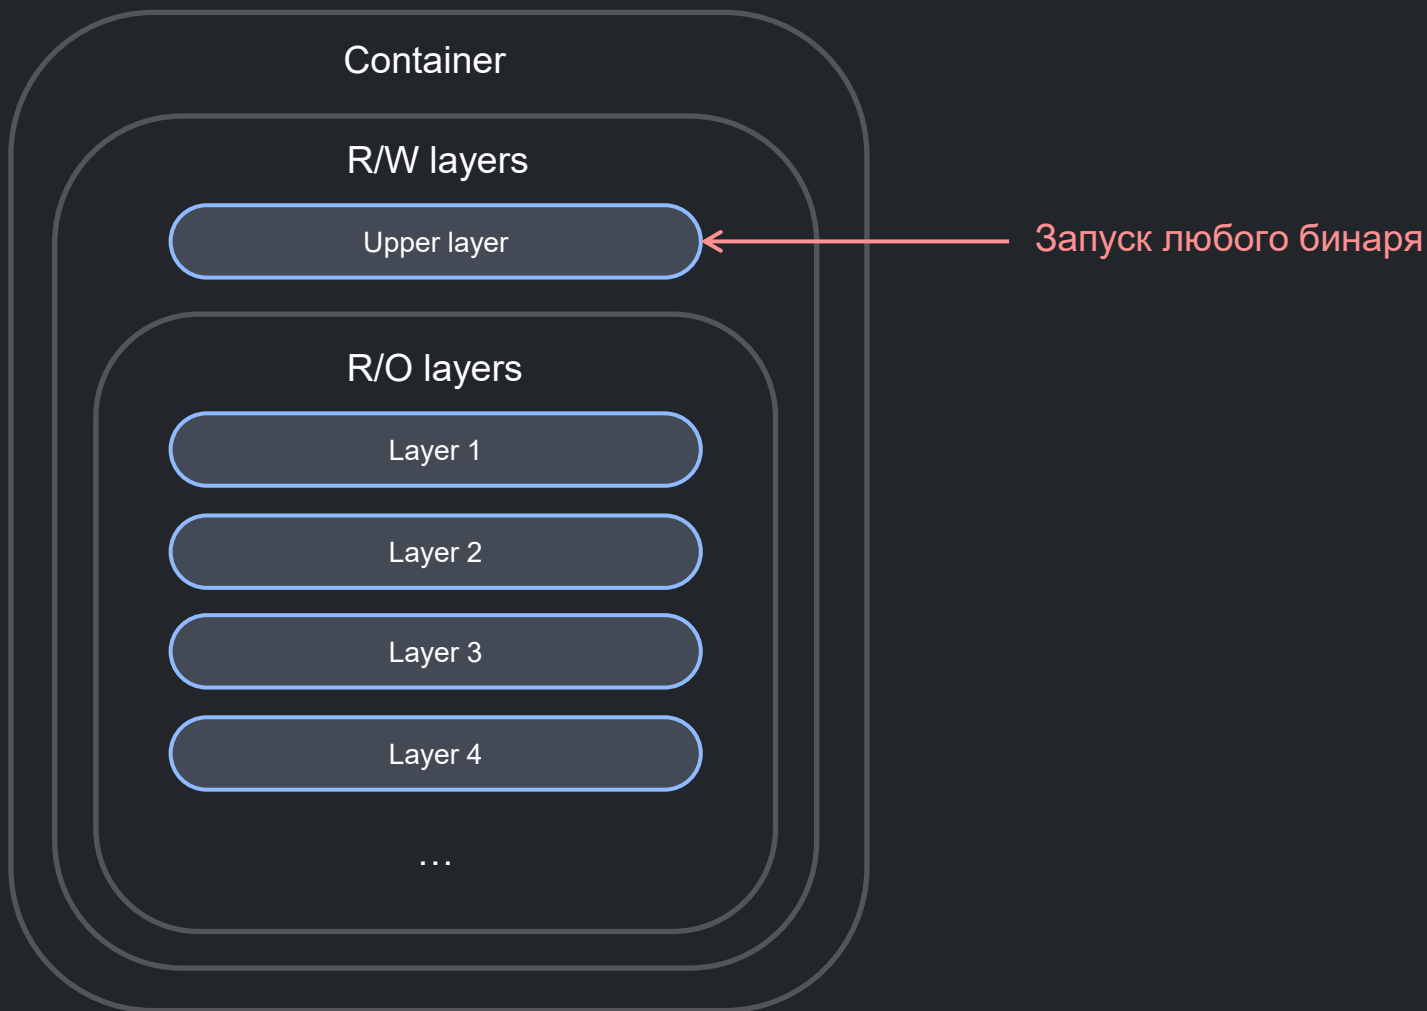 Container
R/W layers
Upper layer
Запуск любого бинаря
R/O layers
Layer 1
Layer 2
Layer 3
Layer 4
...